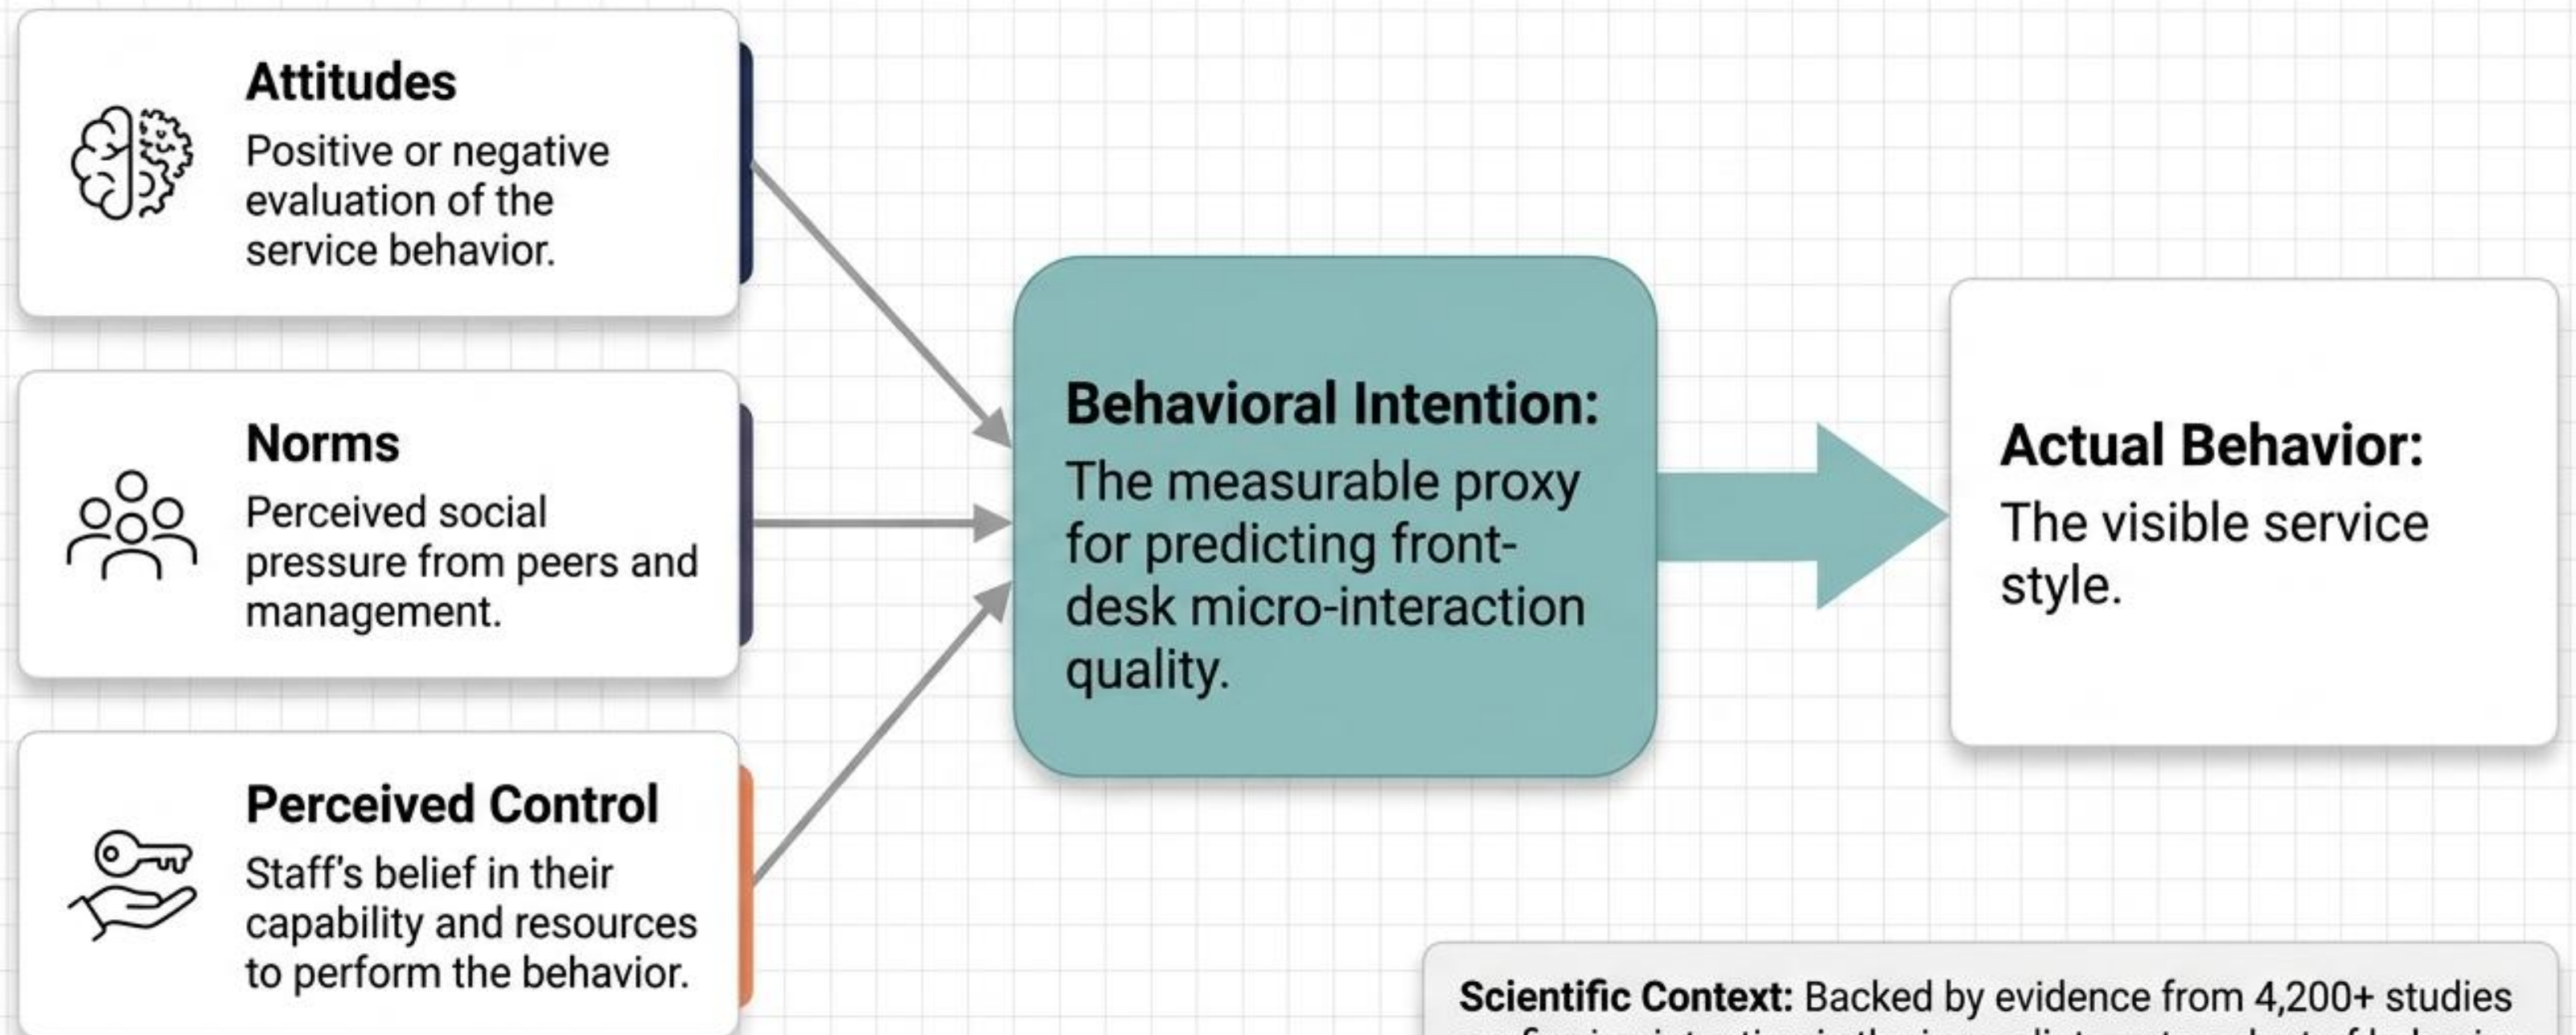 Attitudes
Positive or negative
evaluation of the
service behavior.
Norms
Perceived social
pressure from peers and
management.
Perceived Control
Staff's belief in their
capability and resources
to perform the behavior.
Behavioral Intention:
The measurable proxy
for predicting front-
desk micro-interaction
quality.
Actual Behavior:
The visible service
style.
Scientific Context: Backed by evidence from 4,200+ studies